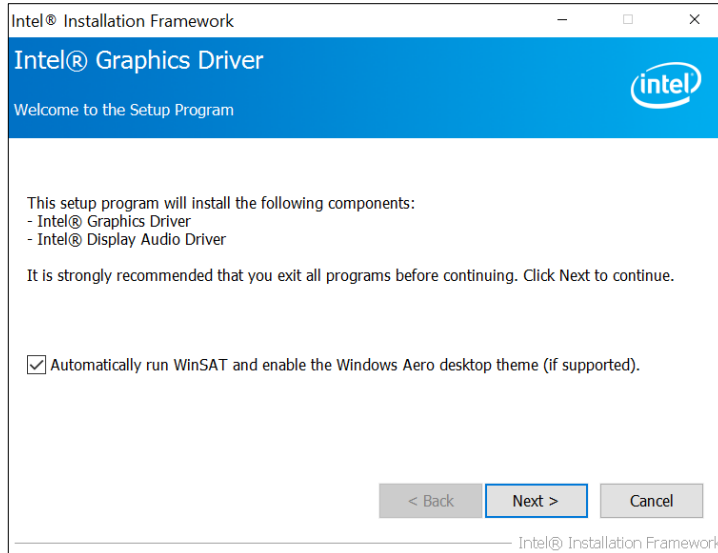 Intel® Installation Framework
Intel® Graphics Driver
Welcome to the Setup Program
intel
This setup program will install the following components:
- Intel® Graphics Driver
- Intel® Display Audio Driver
It is strongly recommended that you exit all programs before continuing. Click Next to continue.
Automatically run WinSAT and enable the Windows Aero desktop theme (if supported).
< Back Next > Cancel
Intel® Installation Framework